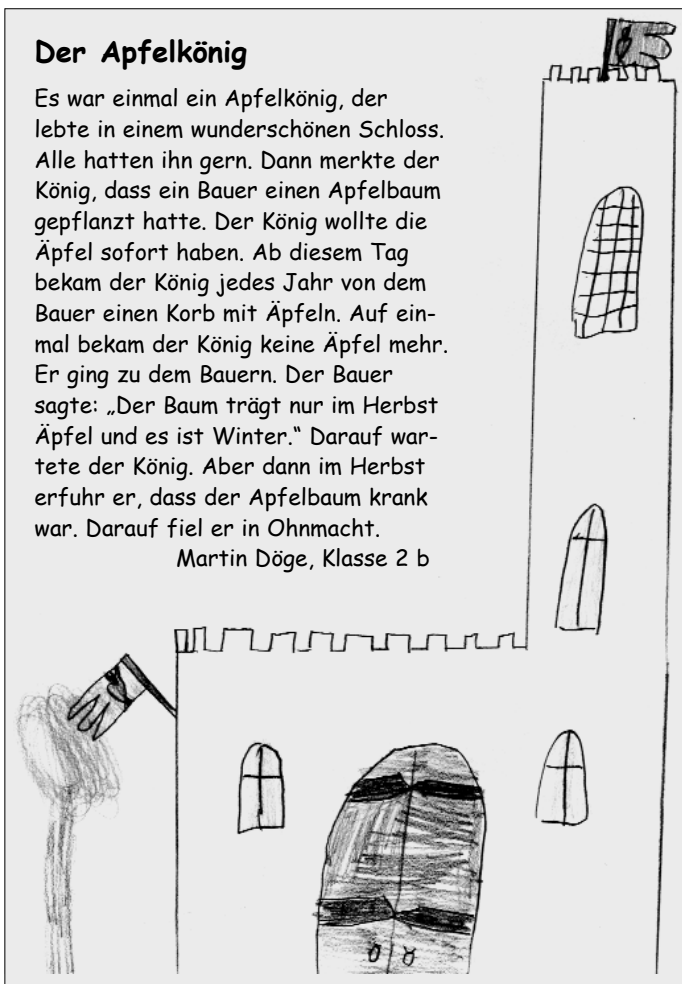 Der Apfelkönig
Es war einmal ein Apfelkönig, der
lebte in einem wunderschönen Schloss.
Alle hatten ihn gern. Dann merkte der
König, dass ein Bauer einen Apfelbaum
gepflanzt hatte. Der König wollte die
Äpfel sofort haben. Ab diesem Tag
bekam der König jedes Jahr von dem
Bauer einen Korb mit Äpfeln. Auf ein-
mal bekam der König keine Äpfel mehr.
Er ging zu dem Bauern. Der Bauer
sagte: „Der Baum trägt nur im Herbst
Äpfel und es ist Winter.“ Darauf war-
tete der König. Aber dann im Herbst
erfuhr er, dass der Apfelbaum krank
war. Darauf fiel er in Ohnmacht.
Martin Döge, Klasse 2 b